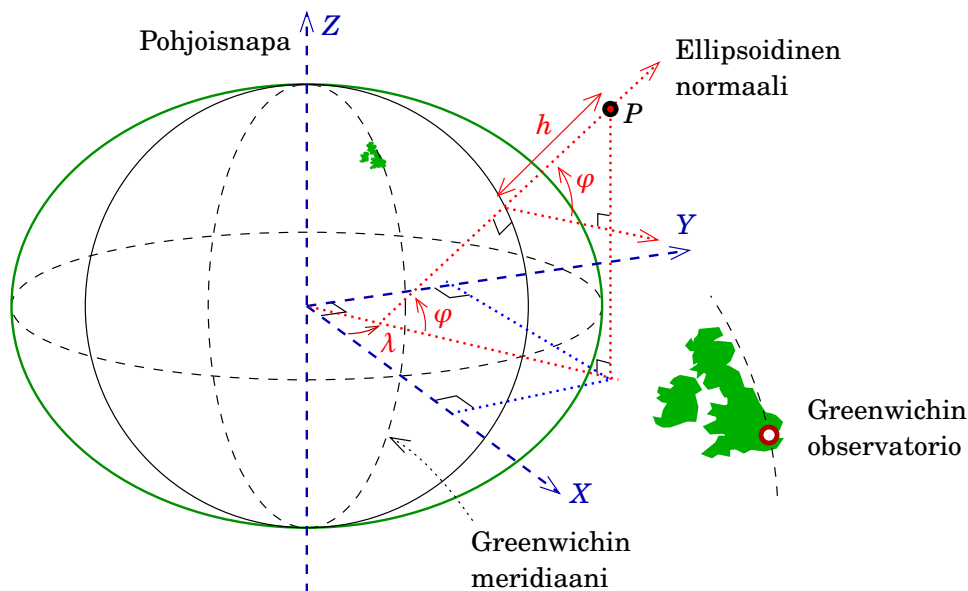 Pohjoisnapa
Z
Ellipsoidinen
normaali
h
P
φ
Y
φ
λ
Greenwichin
observatorio
X
Greenwichin
meridiaani